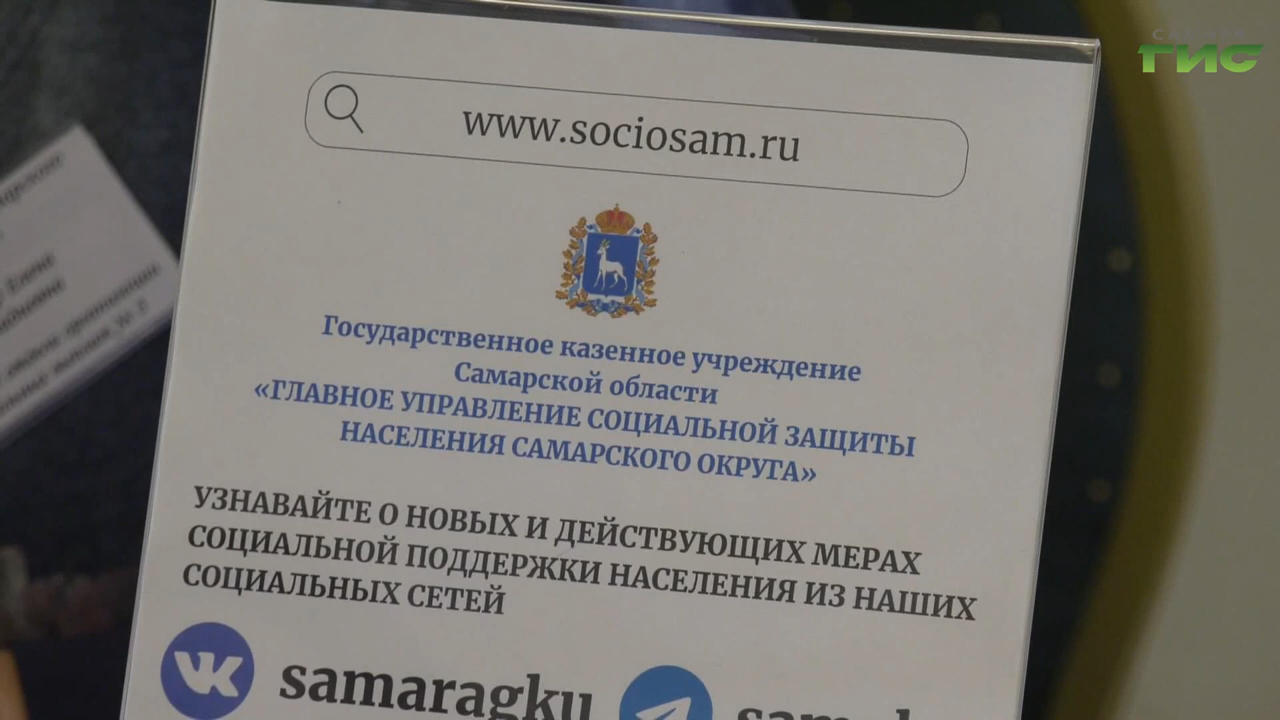 ГИС
www.sociosam.ru
Государственное казенное учреждение
Самарской области
«ГЛАВНОЕ УПРАВЛЕНИЕ СОЦИАЛЬНОЙ ЗАЩИТЫ
НАСЕЛЕНИЯ САМАРСКОГО ОКРУГА»
УЗНАВАЙТЕ О НОВЫХ И ДЕЙСТВУЮЩИХ МЕРАХ
СОЦИАЛЬНОЙ ПОДДЕРЖКИ НАСЕЛЕНИЯ ИЗ НАШИХ
СОЦИАЛЬНЫХ СЕТЕЙ
samaragku